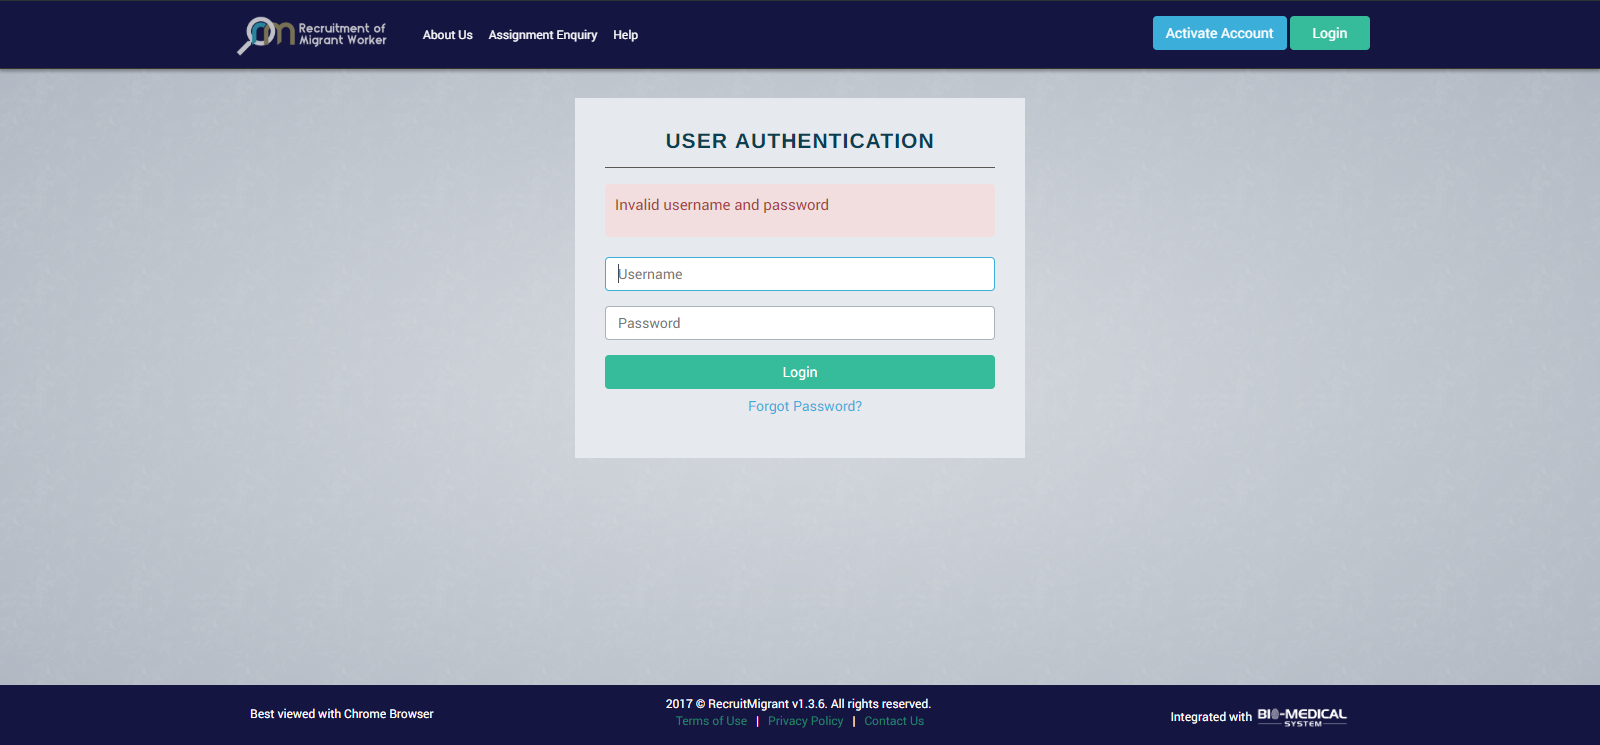 Recruitment of
Migrant Worker
About Us
Assignment Enquiry
Help
Activate Account
Login
USER AUTHENTICATION
Invalid username and password
Username
Password
Login
Forgot Password?
Best viewed with Chrome Browser
2017 © RecruitMigrant v1.3.6. All rights reserved.
Terms of Use | Privacy Policy | Contact Us
Integrated with BIO-MEDICAL
SYSTEM